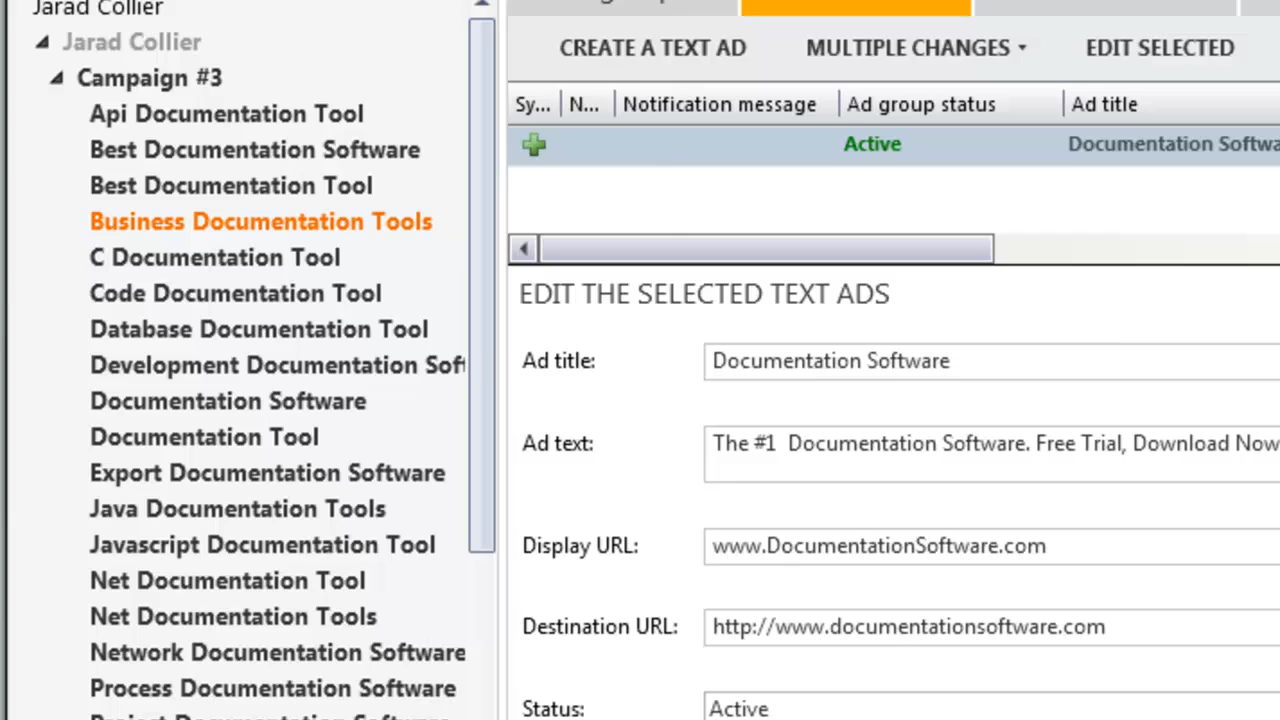 Jarad Collier
Jarad Collier
Campaign #3
Api Documentation Tool
Best Documentation Software
Best Documentation Tool
Business Documentation Tools
C Documentation Tool
Code Documentation Tool
Database Documentation Tool
Development Documentation Soft
Documentation Software
Documentation Tool
Export Documentation Software
Java Documentation Tools
Javascript Documentation Tool
Net Documentation Tool
Net Documentation Tools
Network Documentation Software
Process Documentation Software
CREATE A TEXT AD MULTIPLE CHANGES EDIT SELECTED
Sy... N... Notification message Ad group status Ad title
Active Documentation Softwa
EDIT THE SELECTED TEXT ADS
Ad title: Documentation Software
Ad text: The #1  Documentation Software. Free Trial, Download Now
Display URL: www.DocumentationSoftware.com
Destination URL: http://www.documentationsoftware.com
Status: Active